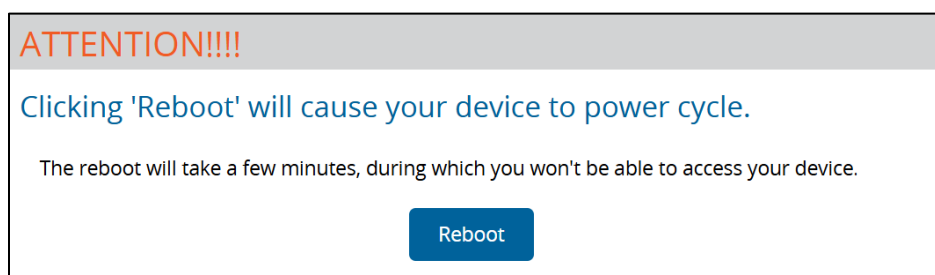 ATTENTION!!!!
Clicking 'Reboot' will cause your device to power cycle.
The reboot will take a few minutes, during which you won't be able to access your device.
Reboot